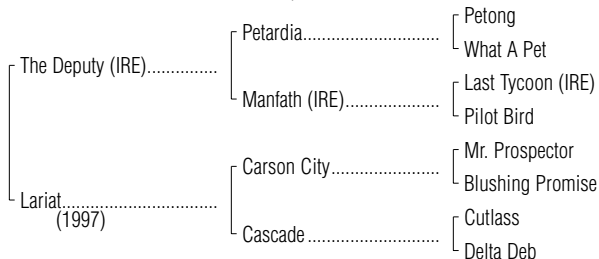 Petong
Petardia
What A Pet
The Deputy (IRE)
Last Tycoon (IRE)
Manfath (IRE)
Pilot Bird
Mr. Prospector
Carson City
Blushing Promise
Lariat
(1997)
Cutlass
Cascade
Delta Deb